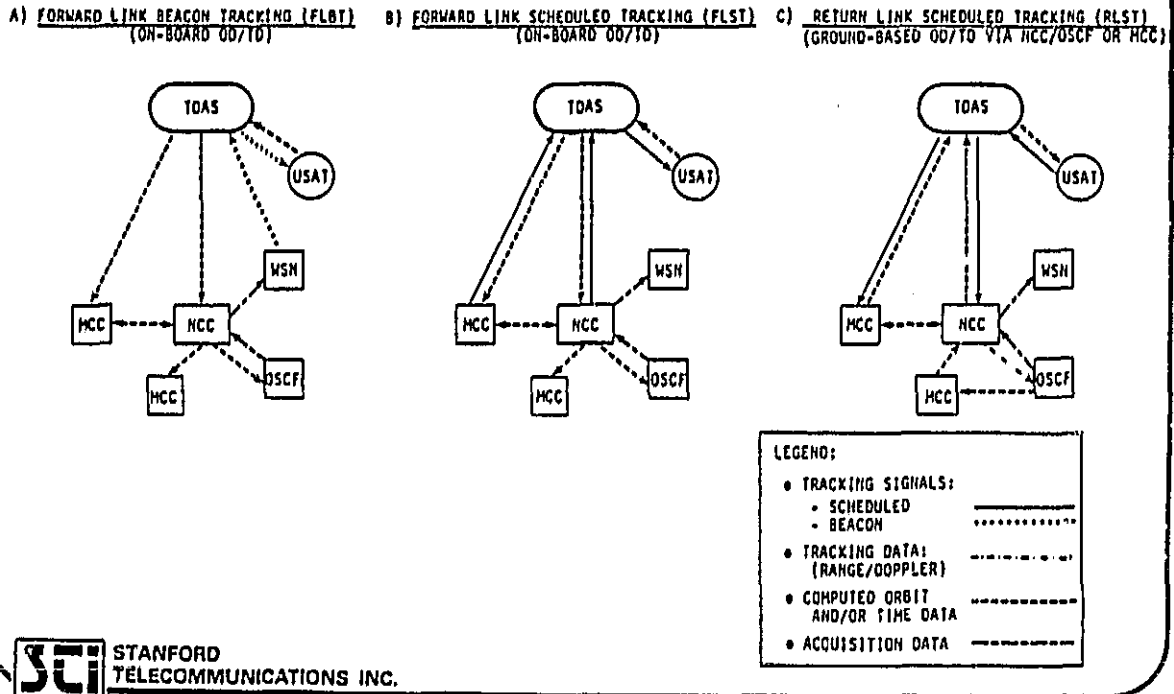 A) FORWARD LINK BEACON TRACKING (FLBT)
(ON-BOARD OD/TD)
B) FORWARD LINK SCHEDULED TRACKING (FLST)
(ON-BOARD OD/TD)
C) RETURN LINK SCHEDULED TRACKING (RLST)
(GROUND-BASED OD/TD VIA NCC/OSCF OR MCC)
TDAS
USAT
WSN
MCC
NCC
OSCF
MCC
TDAS
USAT
WSN
MCC
NCC
OSCF
MCC
TDAS
USAT
WSN
MCC
NCC
OSCF
MCC
LEGEND:
• TRACKING SIGNALS:
- SCHEDULED
- BEACON
• TRACKING DATA:
(RANGE/DOPPLER)
• COMPUTED ORBIT
AND/OR TIME DATA
• ACQUISITION DATA
STI
STANFORD
TELECOMMUNICATIONS INC.